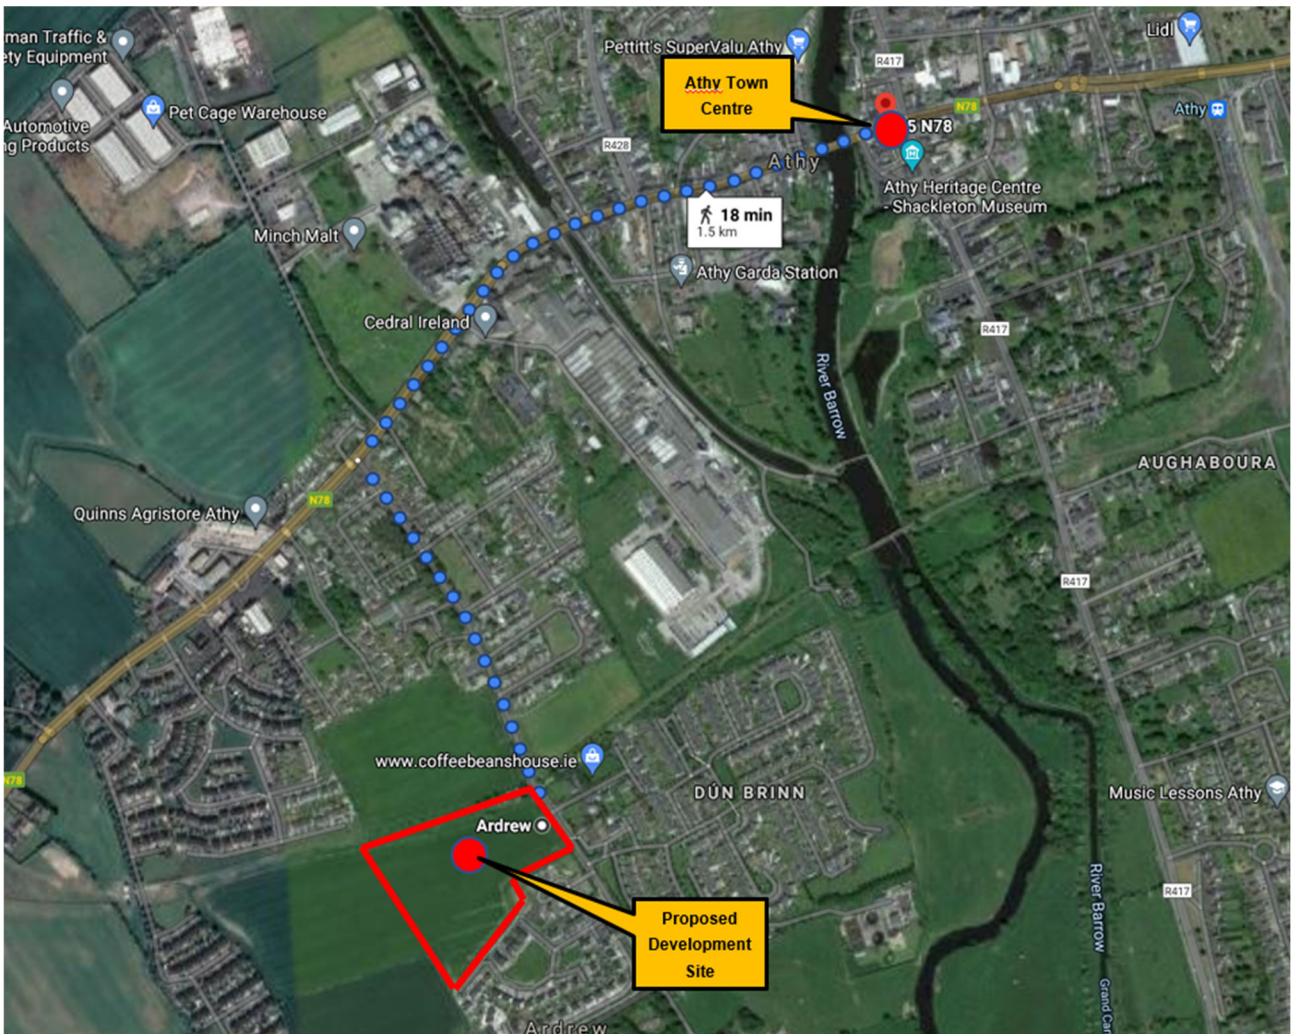 man Traffic &
ety Equipment
Pet Cage Warehouse
Automotive
ng Products
Minch Malt
Pettitt's SuperValu Athy
Lidl
R417
Athy Town
Centre
N78
Athy
5 N78
R428
Athy
Athy Heritage Centre
- Shackleton Museum
18 min
1.5 km
Athy Garda Station
Cedral Ireland
R417
River Barrow
AUGHABOURA
N78
Quinns Agristore Athy
R417
www.coffeebeanshouse.ie
N78
DÚN BRINN
Music Lessons Athy
Ardrew
R417
River Barrow
Proposed
Development
Site
Grand Can
Ardrew